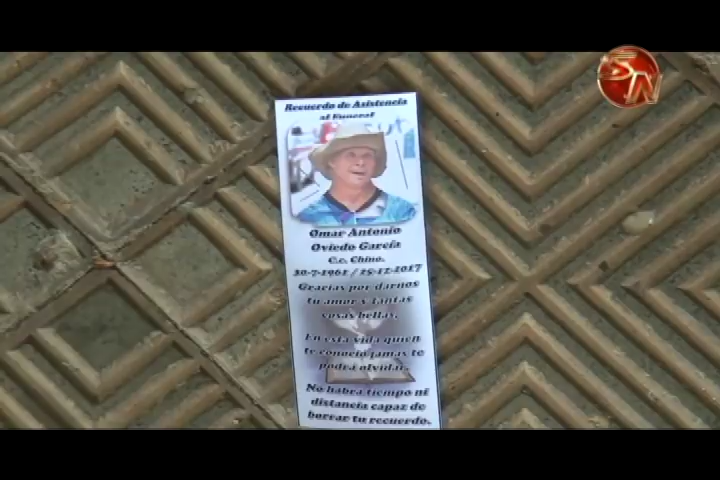 SN
Recuerdo de Asistencia
al Funeral
Omar Antonio
Oviedo García
C.c. Chino.
30-7-1961 / 25-12-2017
Gracias por darnos
tu amor y tantas
cosas bellas.
En esta vida quien
te conoció jamas te
podrá olvidar.
No habrá tiempo ni
distancia capaz de
borrar tu recuerdo.